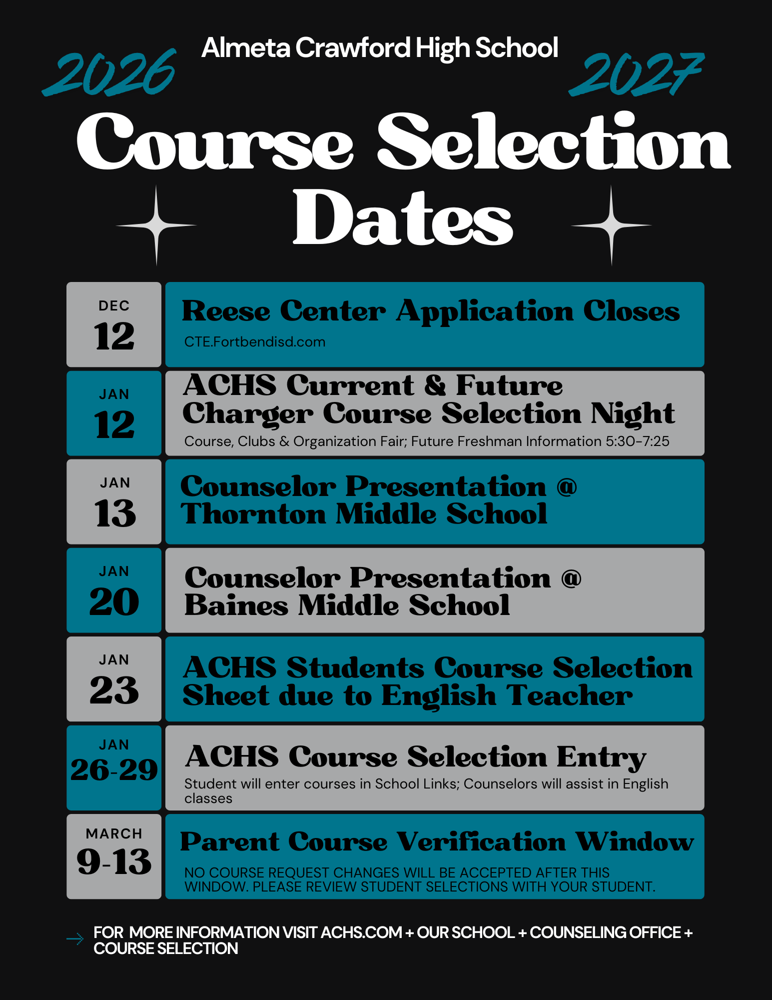 Almeta Crawford High School
2026
2027
Course Selection
Dates
DEC
12
Reese Center Application Closes
CTE.Fortbendisd.com
JAN
12
ACHS Current & Future
Charger Course Selection Night
Course, Clubs & Organization Fair; Future Freshman Information 5:30-7:25
JAN
13
Counselor Presentation @
Thornton Middle School
JAN
20
Counselor Presentation @
Baines Middle School
JAN
23
ACHS Students Course Selection
Sheet due to English Teacher
JAN
26-29
ACHS Course Selection Entry
Student will enter courses in School Links; Counselors will assist in English
classes
MARCH
9-13
Parent Course Verification Window
NO COURSE REQUEST CHANGES WILL BE ACCEPTED AFTER THIS
WINDOW. PLEASE REVIEW STUDENT SELECTIONS WITH YOUR STUDENT.
FOR MORE INFORMATION VISIT ACHS.COM + OUR SCHOOL + COUNSELING OFFICE +
COURSE SELECTION